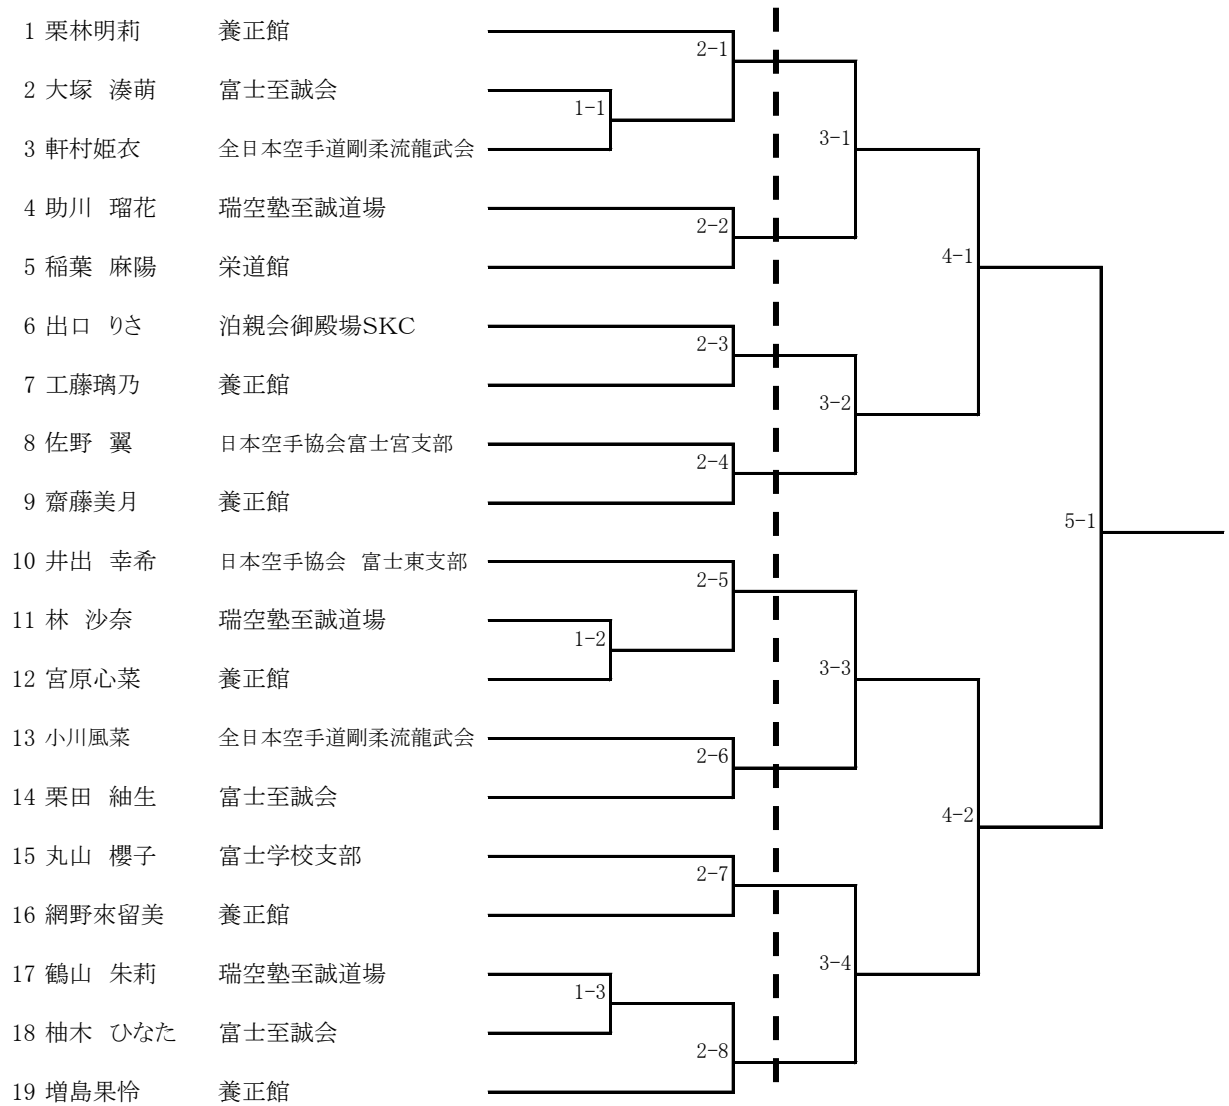 1 栗林明莉 養正館
2-1
2 大塚 湊萌 富士至誠会
1-1
3 軒村姫衣 全日本空手道剛柔流龍武会
3-1
4 助川 瑠花 瑞空塾至誠道場
2-2
5 稲葉 麻陽 栄道館
4-1
6 出口 りさ 泊親会御殿場SKC
2-3
7 工藤璃乃 養正館
3-2
8 佐野 翼 日本空手協会富士宮支部
2-4
9 齋藤美月 養正館
5-1
10 井出 幸希 日本空手協会 富士東支部
2-5
11 林 沙奈 瑞空塾至誠道場
1-2
12 宮原心菜 養正館
3-3
13 小川風菜 全日本空手道剛柔流龍武会
2-6
14 栗田 紬生 富士至誠会
4-2
15 丸山 櫻子 富士学校支部
2-7
16 網野來留美 養正館
3-4
17 鶴山 朱莉 瑞空塾至誠道場
1-3
18 柚木 ひなた 富士至誠会
2-8
19 増島果怜 養正館